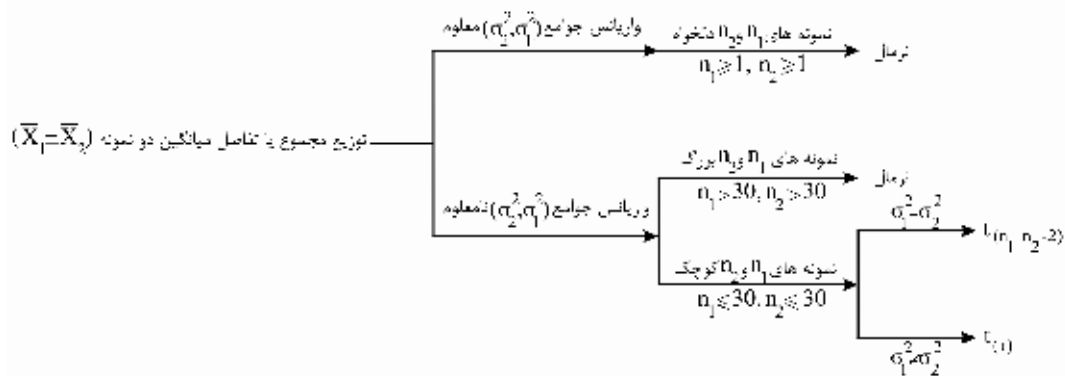 واریانس جوامع (σ₂², σ₁²) معلوم
نمونه های n₁ و n₂ دلخواه
n₁ ⩾ 1, n₂ ⩾ 1
نرمال
توزیع مجموع یا تفاضل میانگین دو نمونه (X̄₁ ± X̄₂)
نمونه های n₁ و n₂ بزرگ
n₁ > 30, n₂ > 30
نرمال
واریانس جوامع (σ₂², σ₁²) نامعلوم
σ₁² = σ₂²
t₍n₁ n₂-2₎
نمونه های n₁ و n₂ کوچک
n₁ ⩽ 30, n₂ ⩽ 30
σ₁² ≠ σ₂²